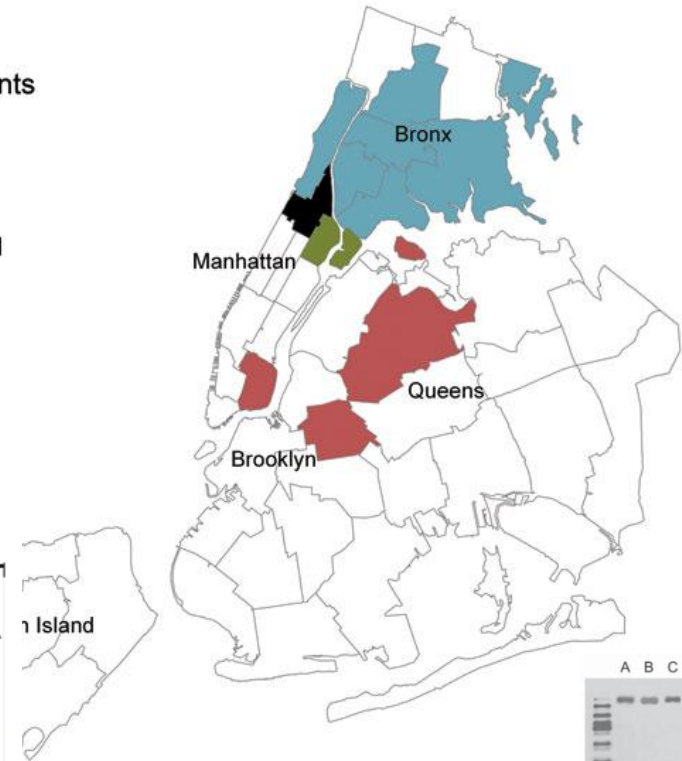 nts
Bronx
Manhattan
Queens
Brooklyn
n Island
A B C